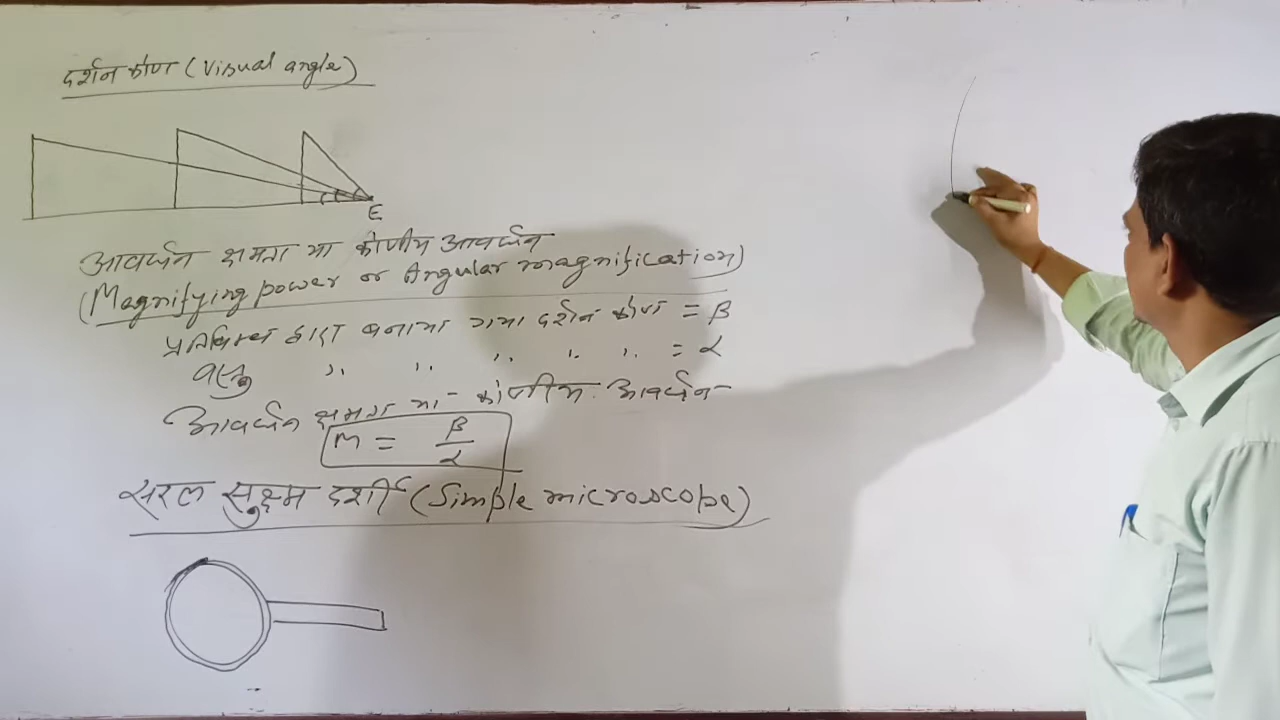 दर्शन कोण (Visual angle)
E
आवर्धन क्षमता या कोणीय आवर्धन
(Magnifying power or Angular magnification)
प्रतिबिम्ब द्वारा बनाया गया दर्शन कोण = β
वस्तु ,, ,, ,, ,, ,, = α
आवर्धन क्षमता या कोणीय आवर्धन
M = β/α
सरल सुक्ष्म दर्शी (Simple microscope)